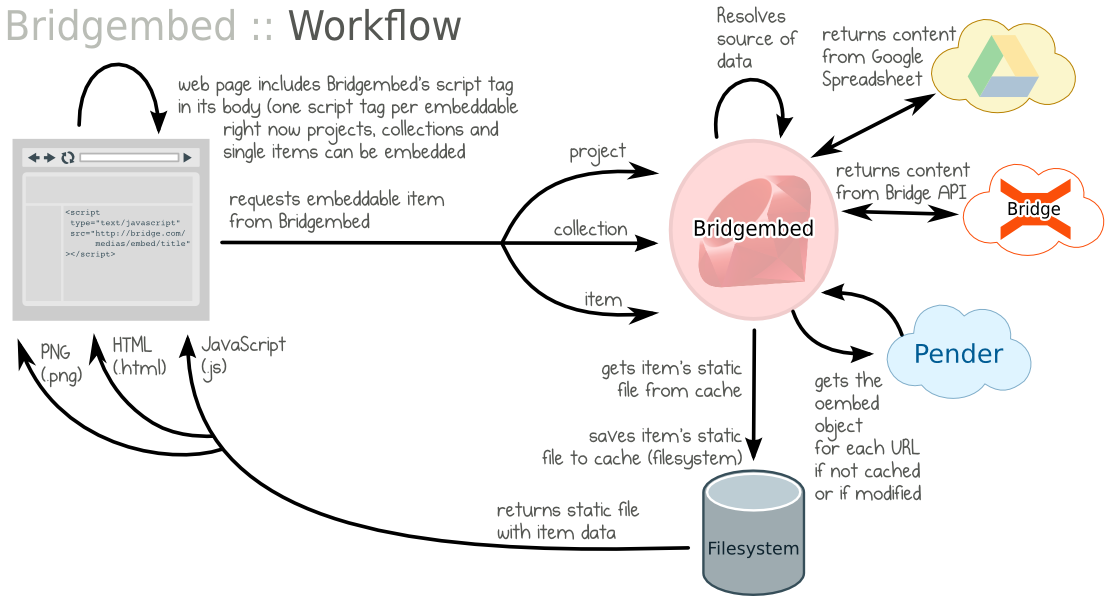 Bridgembed :: Workflow
web page includes Bridgembed's script tag
in its body (one script tag per embeddable
right now projects, collections and
single items can be embedded
<script
type="text/javascript"
src="http://bridge.com/
medias/embed/title"
></script>
requests embeddable item
from Bridgembed
project
collection
item
Resolves
source of
data
Bridgembed
returns content
from Google
Spreadsheet
returns content
from Bridge API
Bridge
Pender
gets the
oembed
object
for each URL
if not cached
or if modified
gets item's static
file from cache
saves item's static
file to cache (filesystem)
Filesystem
returns static file
with item data
PNG
(.png)
HTML
(.html)
JavaScript
(.js)